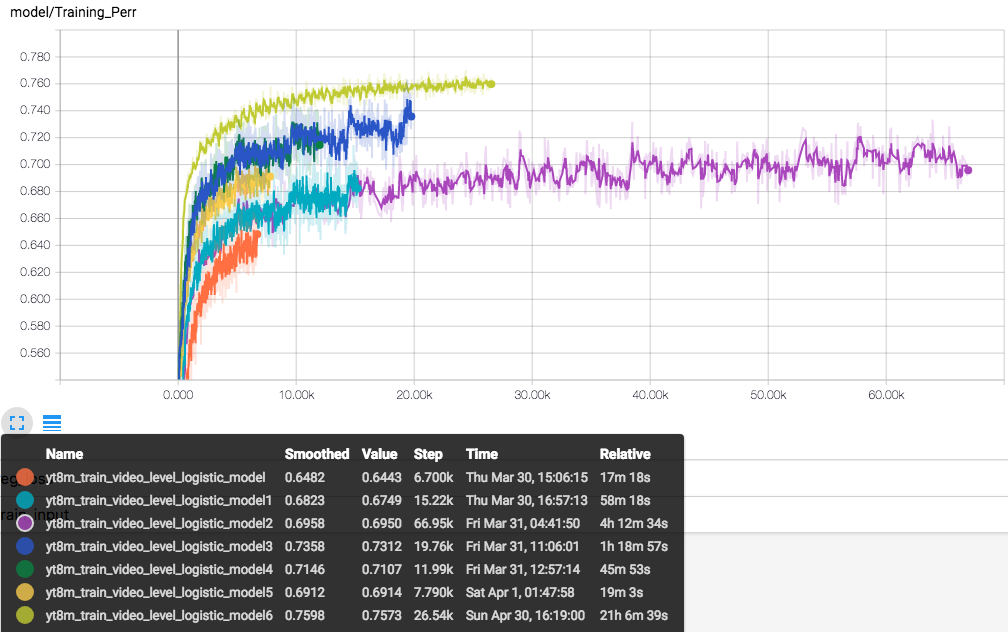 model/Training_Perr
0.780
0.760
0.740
0.720
0.700
0.680
0.660
0.640
0.620
0.600
0.580
0.560
0.000 10.00k 20.00k 30.00k 40.00k 50.00k 60.00k
Name Smoothed Value Step Time Relative
yt8m_train_video_level_logistic_model 0.6482 0.6443 6.700k Thu Mar 30, 15:06:15 17m 18s
yt8m_train_video_level_logistic_model1 0.6823 0.6749 15.22k Thu Mar 30, 16:57:13 58m 18s
yt8m_train_video_level_logistic_model2 0.6958 0.6950 66.95k Fri Mar 31, 04:41:50 4h 12m 34s
yt8m_train_video_level_logistic_model3 0.7358 0.7312 19.76k Fri Mar 31, 11:06:01 1h 18m 57s
yt8m_train_video_level_logistic_model4 0.7146 0.7107 11.99k Fri Mar 31, 12:57:14 45m 53s
yt8m_train_video_level_logistic_model5 0.6912 0.6914 7.790k Sat Apr 1, 01:47:58 19m 3s
yt8m_train_video_level_logistic_model6 0.7598 0.7573 26.54k Sun Apr 30, 16:19:00 21h 6m 39s